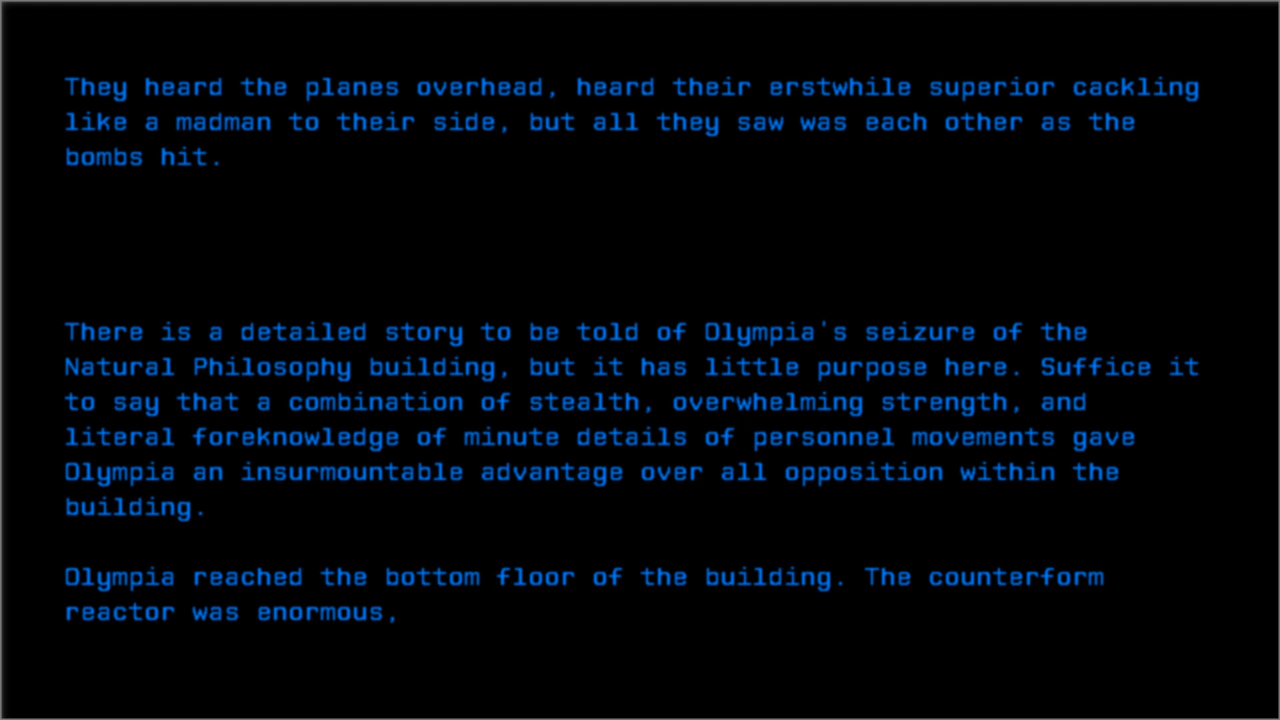 They heard the planes overhead, heard their erstwhile superior cackling
like a madman to their side, but all they saw was each other as the
bombs hit.
There is a detailed story to be told of Olympia's seizure of the
Natural Philosophy building, but it has little purpose here. Suffice it
to say that a combination of stealth, overwhelming strength, and
literal foreknowledge of minute details of personnel movements gave
Olympia an insurmountable advantage over all opposition within the
building.
Olympia reached the bottom floor of the building. The counterform
reactor was enormous,